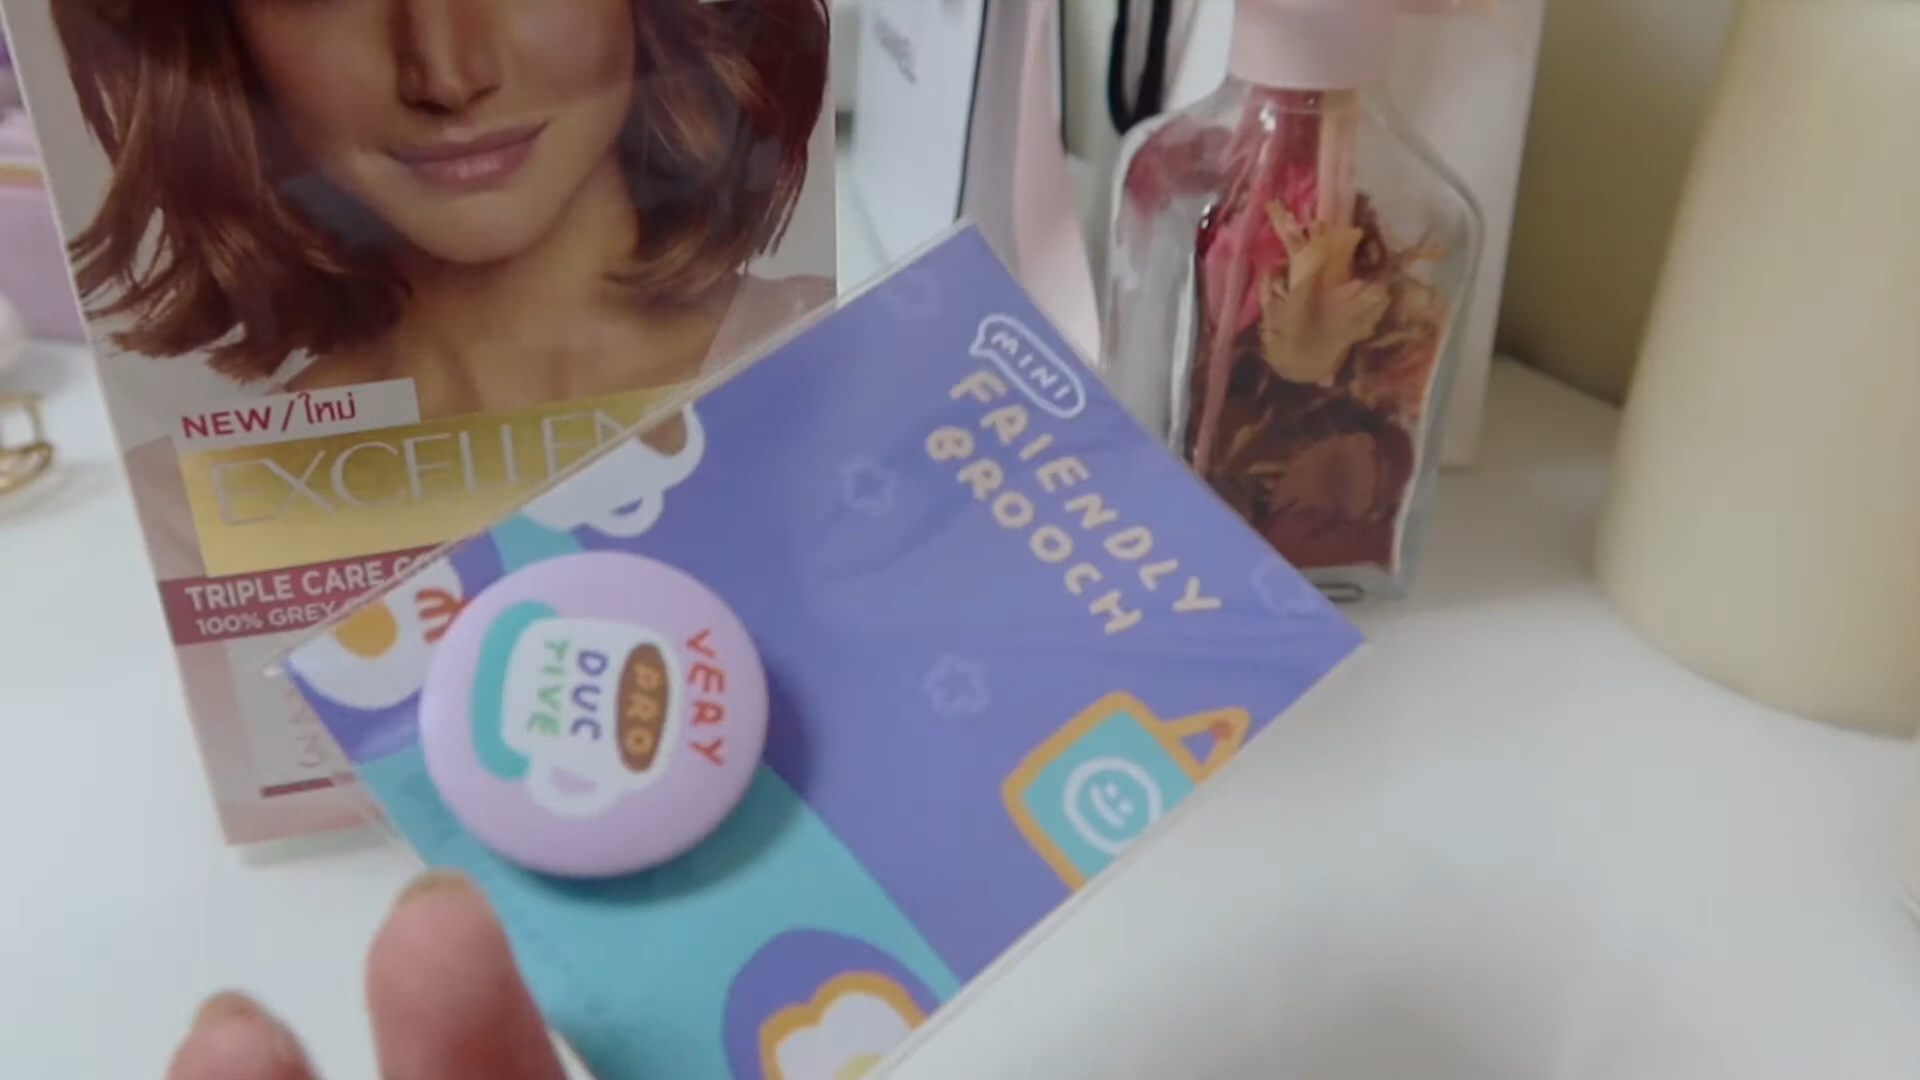 NEW / ใหม่
EXCELLEN
TRIPLE CARE
100% GREY
MINI
FRIENDLY
BROOCH
VERY
PRO
DUC
TIVE